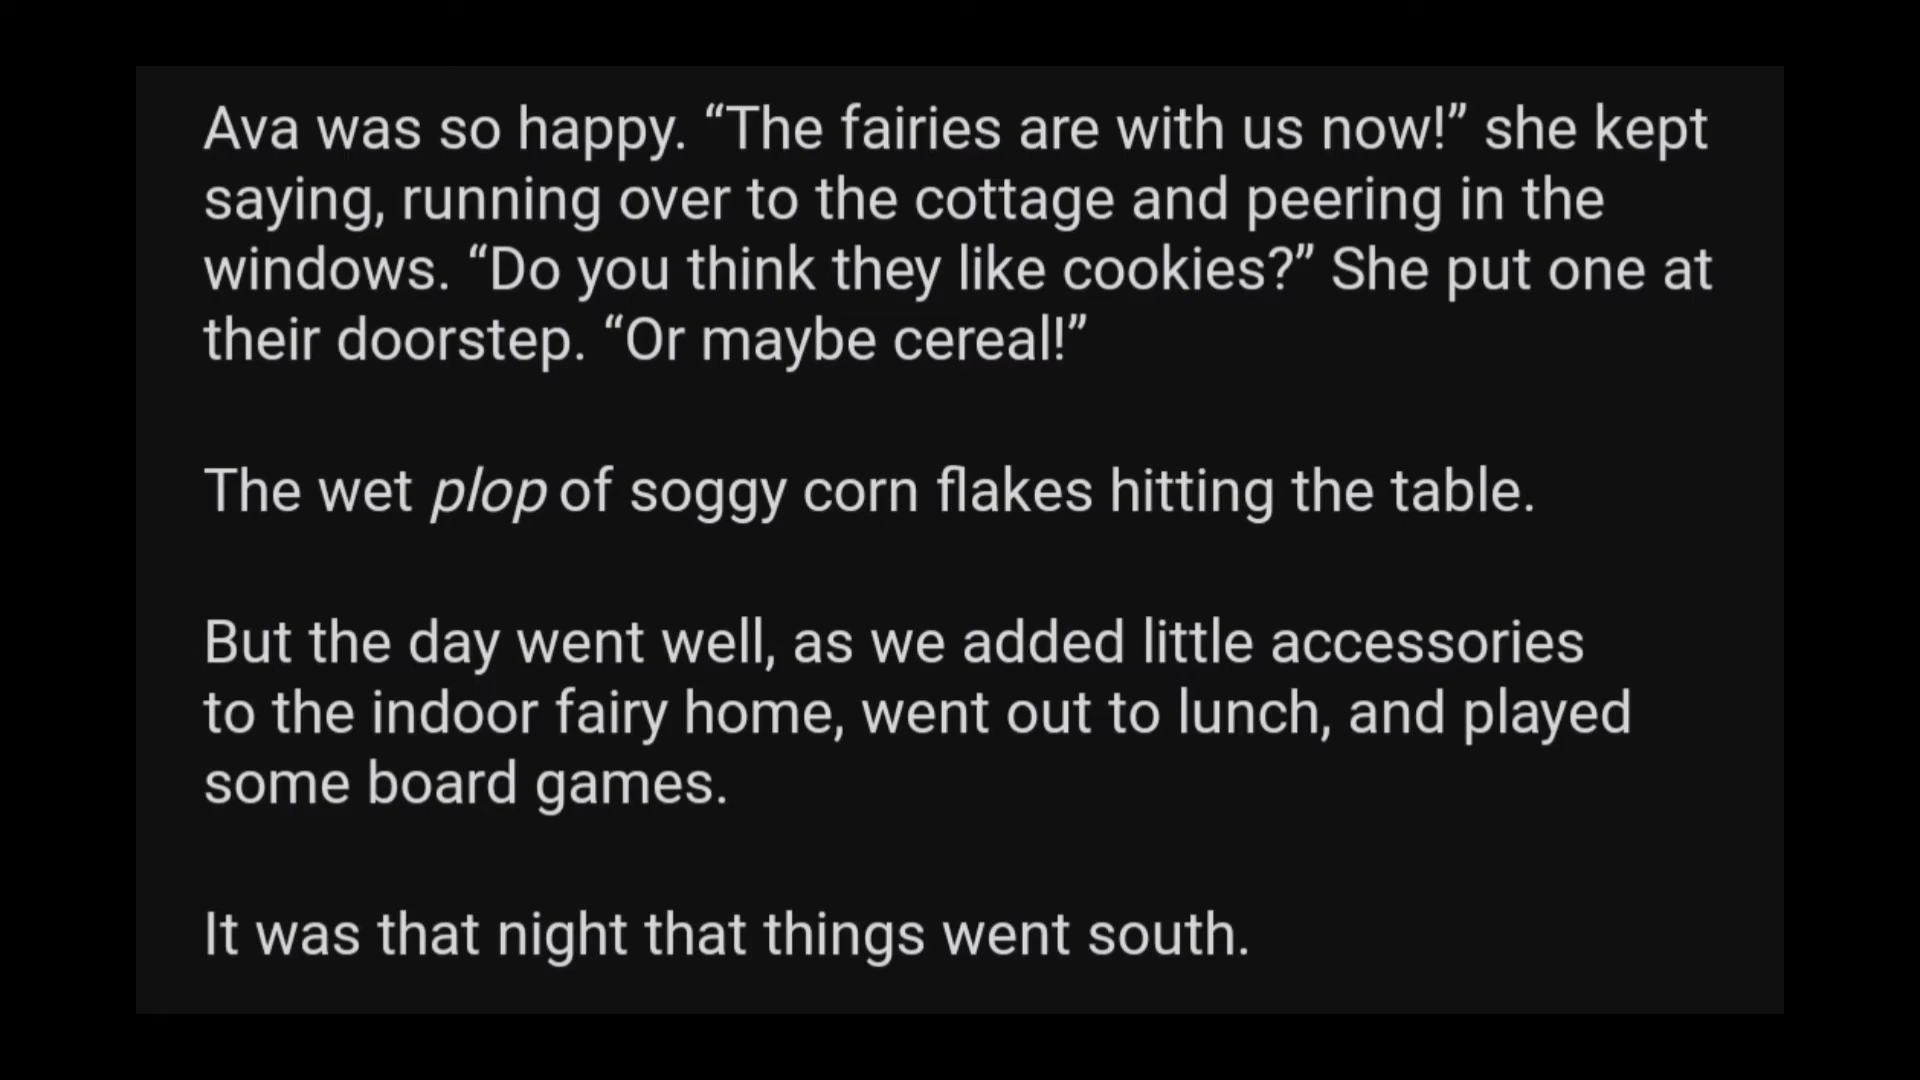 Ava was so happy. “The fairies are with us now!” she kept
saying, running over to the cottage and peering in the
windows. “Do you think they like cookies?” She put one at
their doorstep. “Or maybe cereal!”
The wet plop of soggy corn flakes hitting the table.
But the day went well, as we added little accessories
to the indoor fairy home, went out to lunch, and played
some board games.
It was that night that things went south.